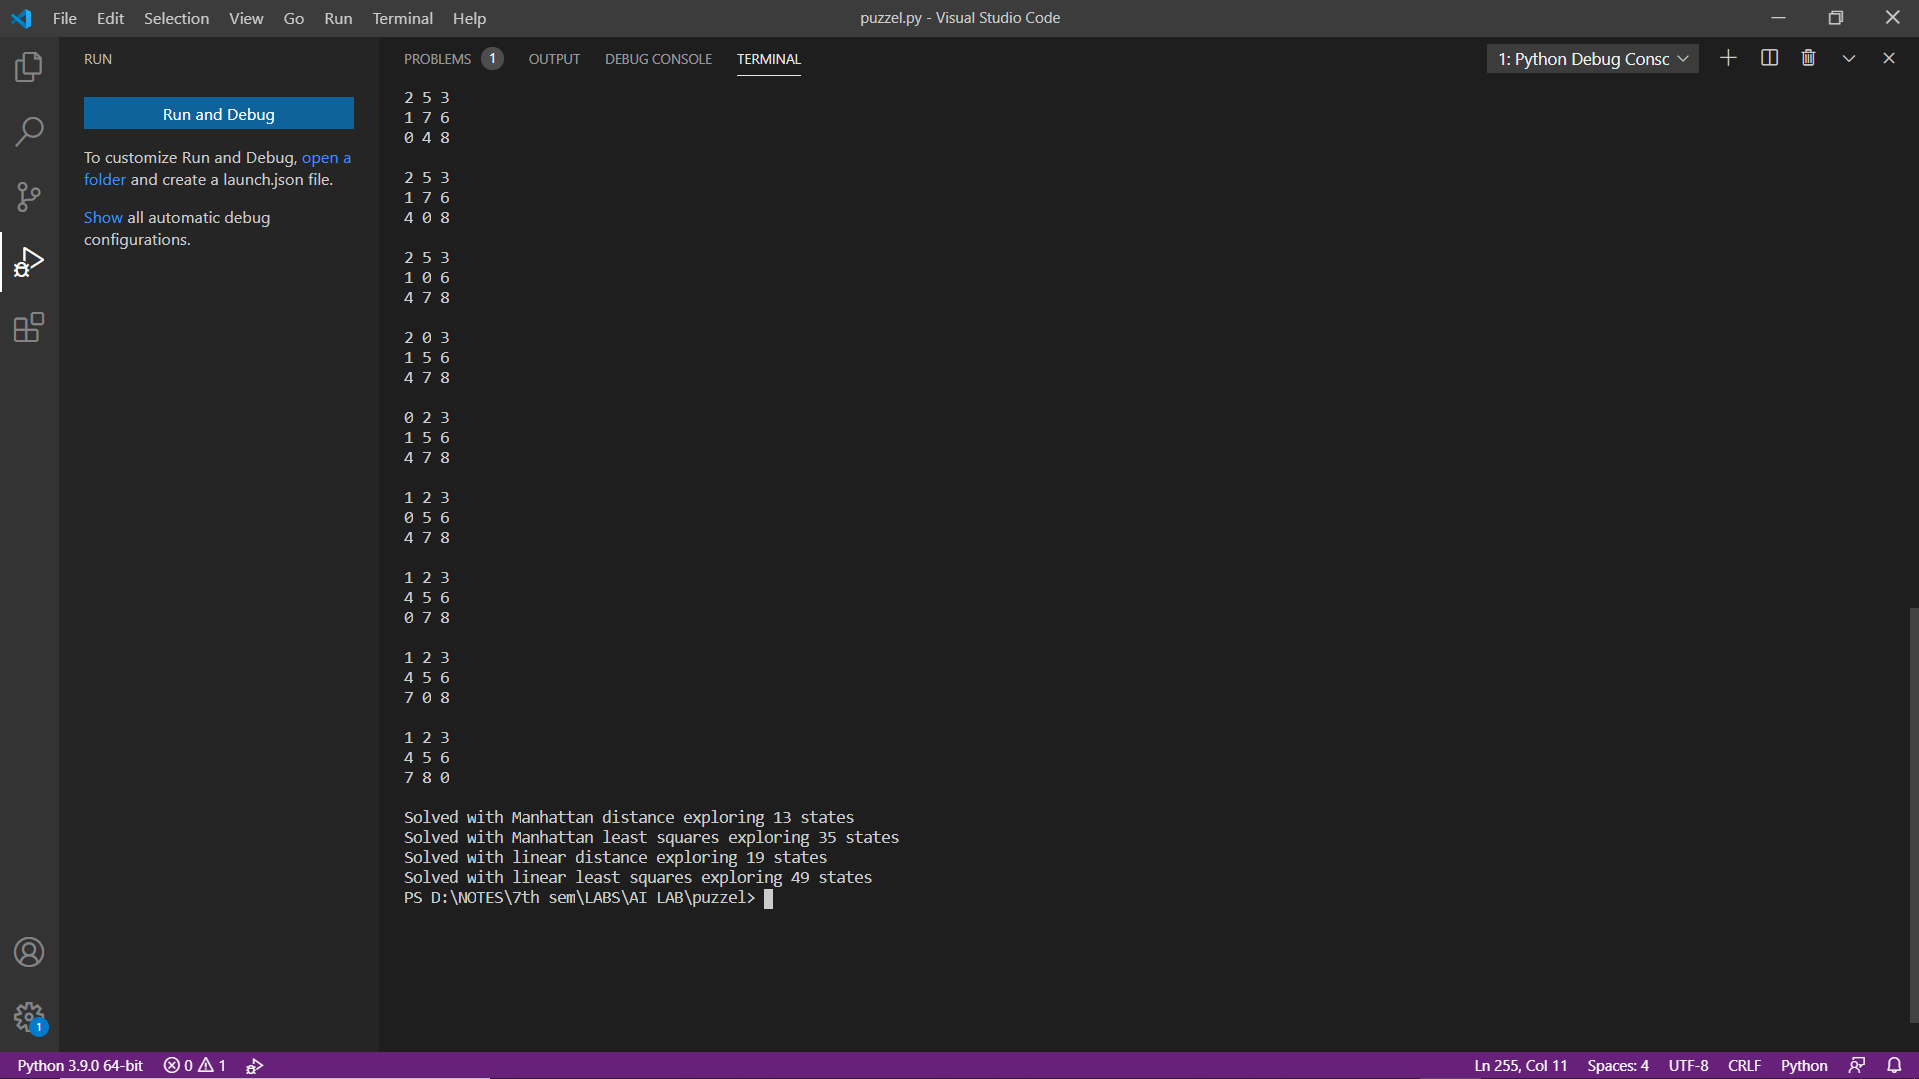 File Edit Selection View Go Run Terminal Help
puzzel.py - Visual Studio Code
RUN
Run and Debug
To customize Run and Debug, open a
folder and create a launch.json file.
Show all automatic debug
configurations.
PROBLEMS 1 OUTPUT DEBUG CONSOLE TERMINAL
1: Python Debug Consc
2 5 3
1 7 6
0 4 8
2 5 3
1 7 6
4 0 8
2 5 3
1 0 6
4 7 8
2 0 3
1 5 6
4 7 8
0 2 3
1 5 6
4 7 8
1 2 3
0 5 6
4 7 8
1 2 3
4 5 6
0 7 8
1 2 3
4 5 6
7 0 8
1 2 3
4 5 6
7 8 0
Solved with Manhattan distance exploring 13 states
Solved with Manhattan least squares exploring 35 states
Solved with linear distance exploring 19 states
Solved with linear least squares exploring 49 states
PS D:\NOTES\7th sem\LABS\AI LAB\puzzel>
1
Python 3.9.0 64-bit 0 1
Ln 255, Col 11 Spaces: 4 UTF-8 CRLF Python